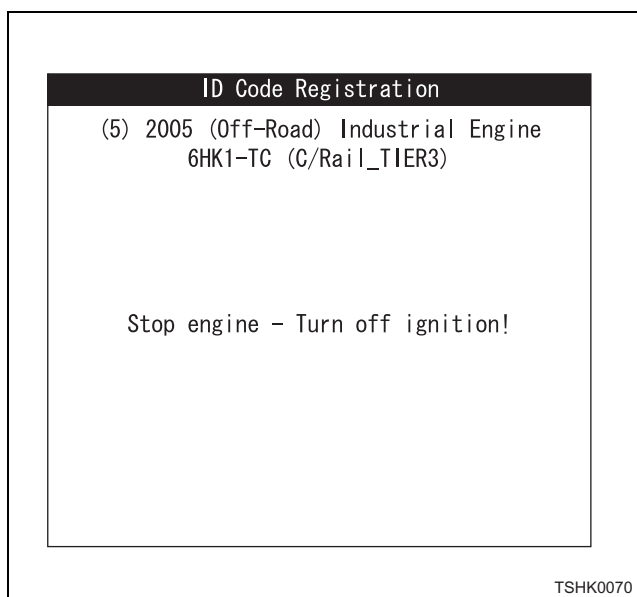 ID Code Registration
(5) 2005 (Off-Road) Industrial Engine
6HK1-TC (C/Rail_TIER3)
Stop engine - Turn off ignition!
TSHK0070